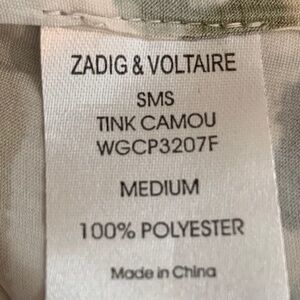 ZADIG & VOLTAIRE
SMS
TINK CAMOU
WGCP3207F
MEDIUM
100% POLYESTER
Made in China